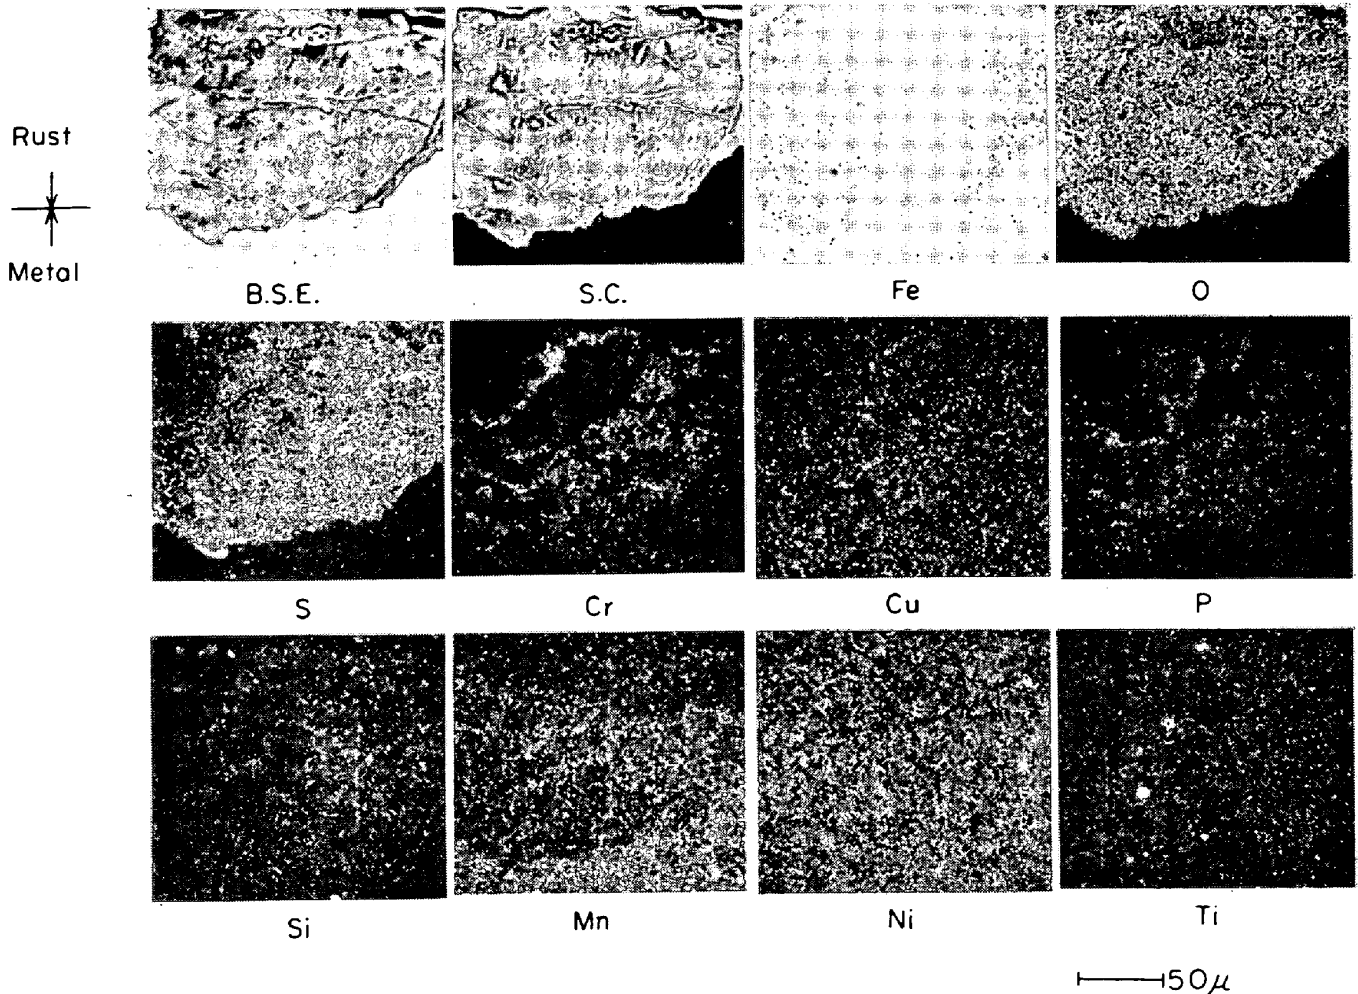 Rust
Metal
B.S.E. S.C. Fe O
S Cr Cu P
Si Mn Ni Ti
50μ